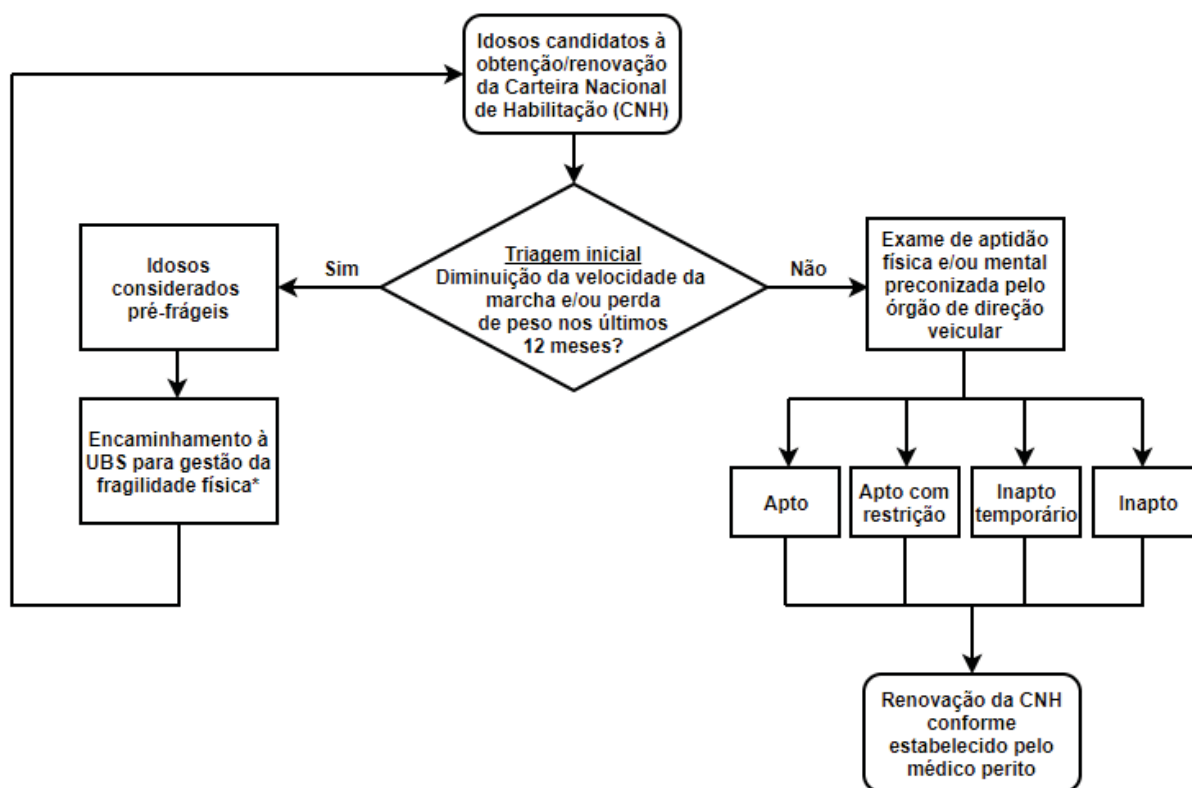 Idosos candidatos à
obtenção/renovação
da Carteira Nacional
de Habilitação (CNH)
Triagem inicial
Diminuição da velocidade da
marcha e/ou perda
de peso nos últimos
12 meses?
Sim
Não
Idosos
considerados
pré-frágeis
Encaminhamento à
UBS para gestão da
fragilidade física*
Exame de aptidão
física e/ou mental
preconizada pelo
órgão de direção
veicular
Apto
Apto com
restrição
Inapto
temporário
Inapto
Renovação da CNH
conforme
estabelecido pelo
médico perito